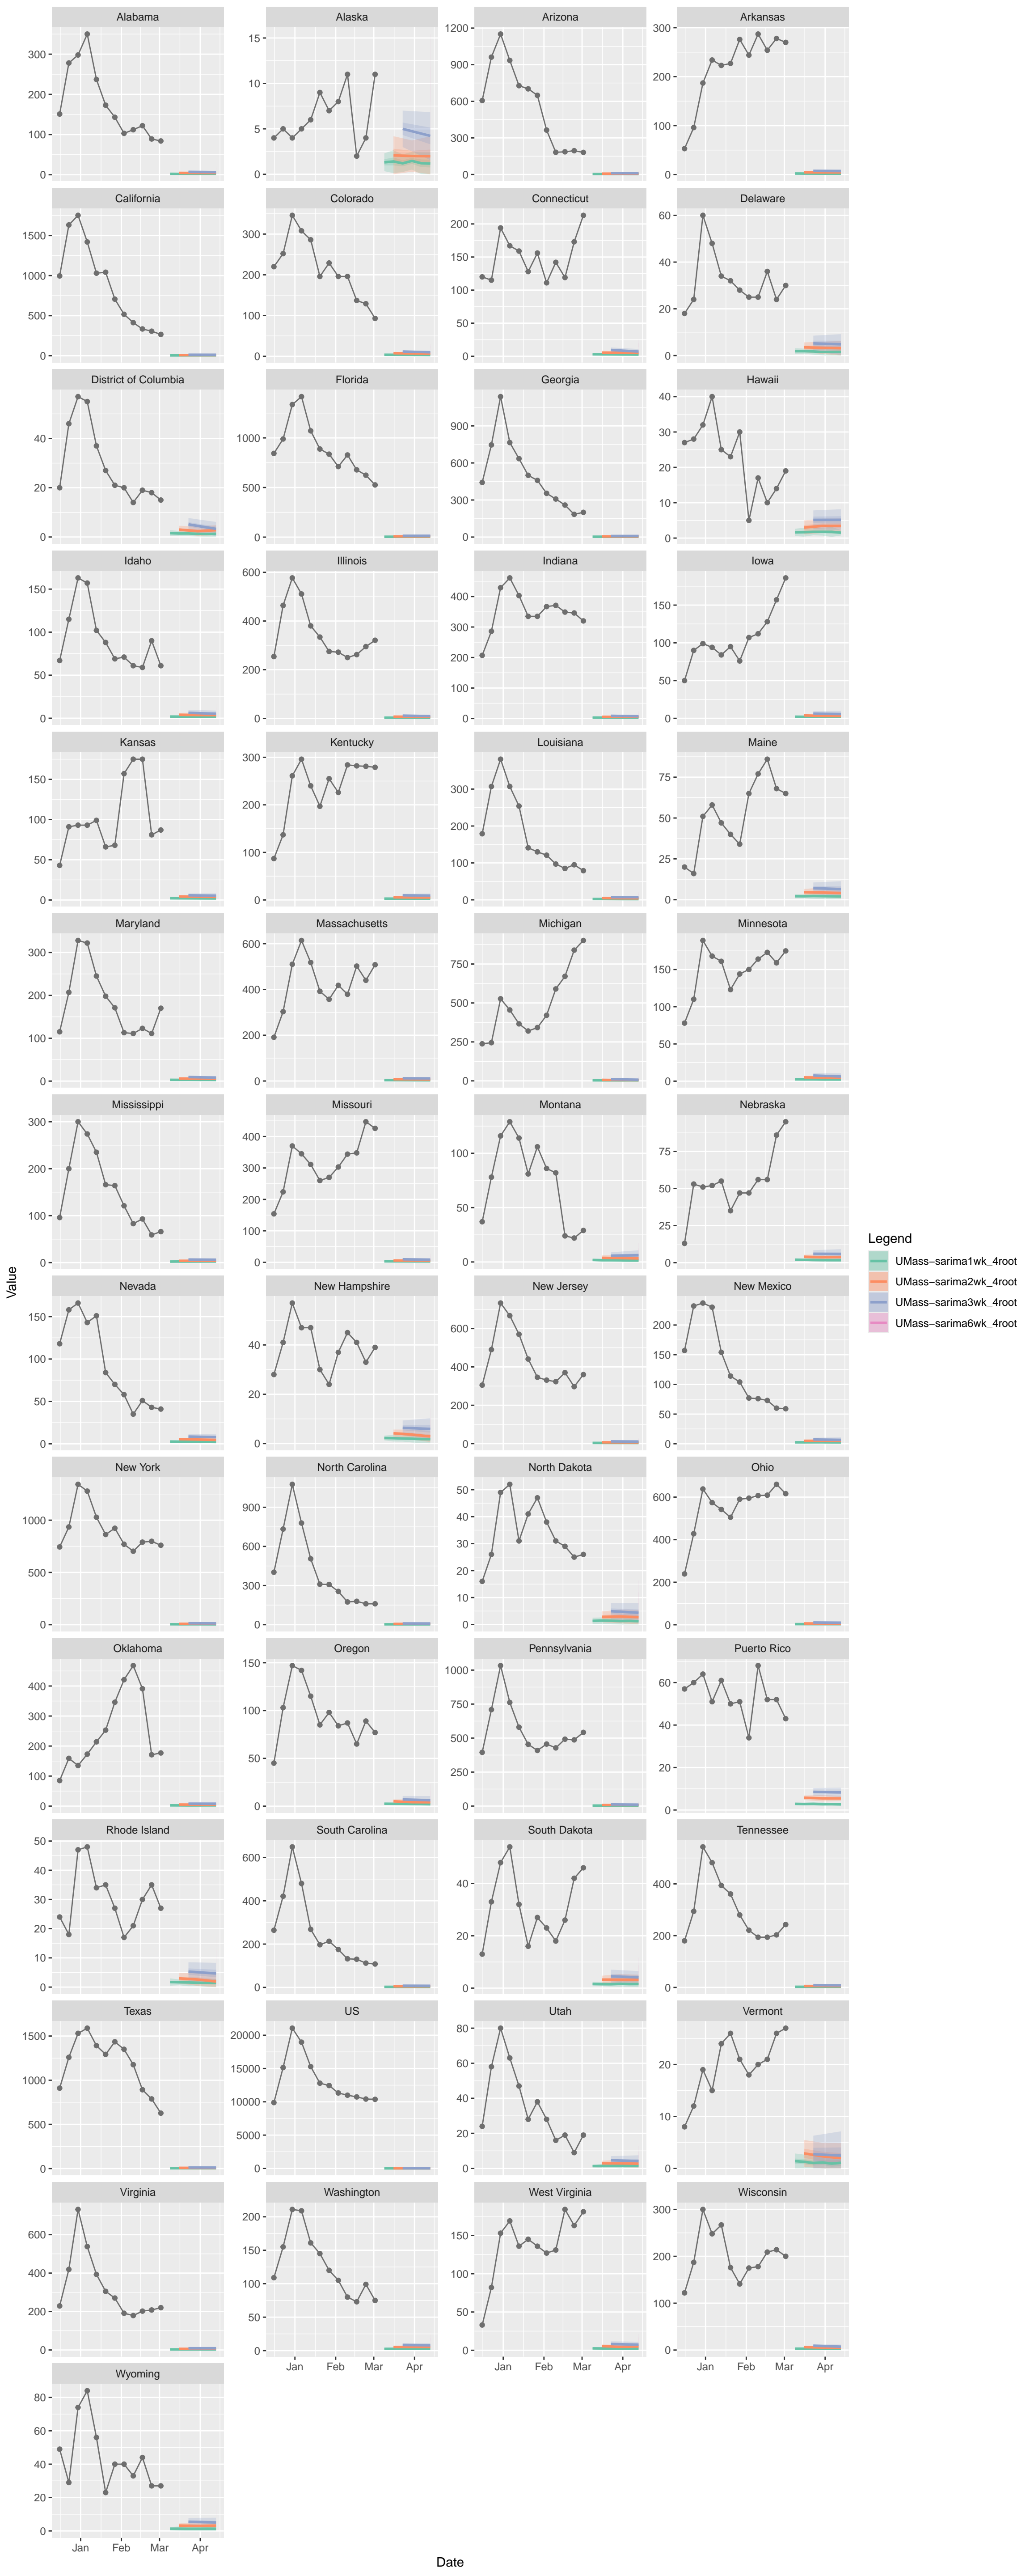 Alabama Alaska Arizona Arkansas
300 200 100 0
15 10 5 0
1200 900 600 300 0
300 200 100 0
California Colorado Connecticut Delaware
1500 1000 500 0
300 200 100 0
200 150 100 50 0
60 40 20 0
District of Columbia Florida Georgia Hawaii
40 20 0
1000 500 0
900 600 300 0
40 30 20 10 0
Idaho Illinois Indiana Iowa
150 100 50 0
600 400 200 0
400 300 200 100 0
150 100 50 0
Kansas Kentucky Louisiana Maine
150 100 50 0
300 200 100 0
300 200 100 0
75 50 25 0
Maryland Massachusetts Michigan Minnesota
300 200 100 0
600 400 200 0
750 500 250 0
150 100 50 0
Mississippi Missouri Montana Nebraska
300 200 100 0
400 300 200 100 0
100 50 0
75 50 25 0
Nevada New Hampshire New Jersey New Mexico
150 100 50 0
40 20 0
600 400 200 0
200 150 100 50 0
New York North Carolina North Dakota Ohio
1000 500 0
900 600 300 0
50 40 30 20 10 0
600 400 200 0
Oklahoma Oregon Pennsylvania Puerto Rico
400 300 200 100 0
150 100 50 0
1000 750 500 250 0
60 40 20 0
Rhode Island South Carolina South Dakota Tennessee
50 40 30 20 10 0
600 400 200 0
40 20 0
400 200 0
Texas US Utah Vermont
1500 1000 500 0
20000 15000 10000 5000 0
80 60 40 20 0
20 10 0
Virginia Washington West Virginia Wisconsin
600 400 200 0
200 150 100 50 0
150 100 50 0
300 200 100 0
Jan Feb Mar Apr
Jan Feb Mar Apr
Jan Feb Mar Apr
Wyoming
80 60 40 20 0
Jan Feb Mar Apr
Date
Value
Legend
UMass−sarima1wk_4root
UMass−sarima2wk_4root
UMass−sarima3wk_4root
UMass−sarima6wk_4root